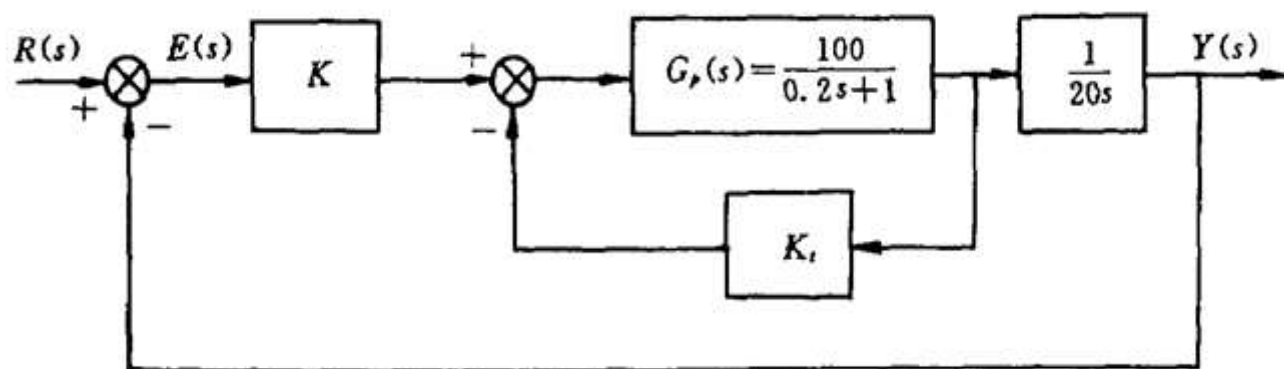 R(s)
+
−
E(s)
K
+
−
G_p(s)=100/(0.2s+1)
1/(20s)
Y(s)
K_t